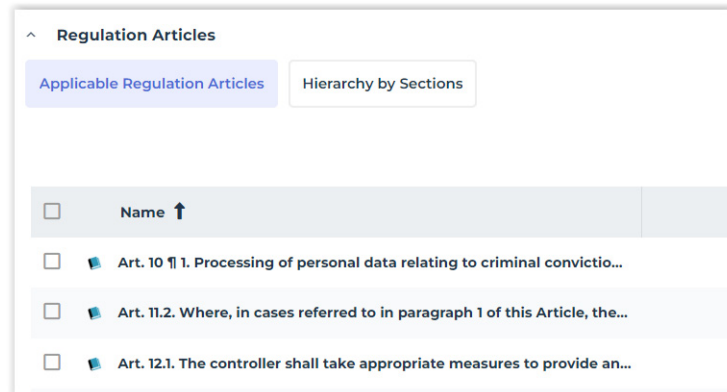 Regulation Articles
Applicable Regulation Articles Hierarchy by Sections
Name
Art. 10 ¶ 1. Processing of personal data relating to criminal convictio...
Art. 11.2. Where, in cases referred to in paragraph 1 of this Article, the...
Art. 12.1. The controller shall take appropriate measures to provide an...